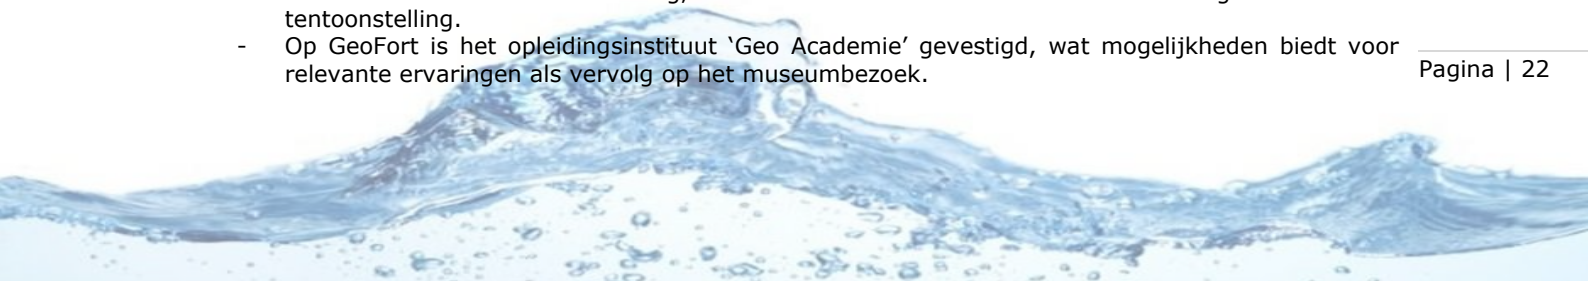 tentoonstelling.
- Op GeoFort is het opleidingsinstituut ‘Geo Academie’ gevestigd, wat mogelijkheden biedt voor
relevante ervaringen als vervolg op het museumbezoek.
Pagina | 22